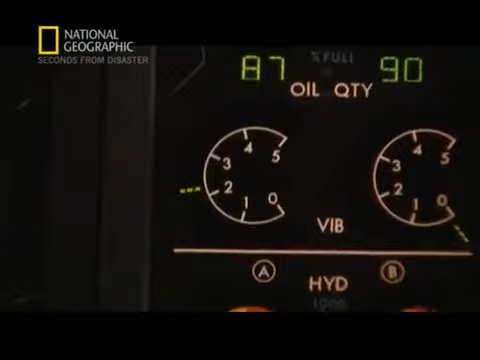 NATIONAL
GEOGRAPHIC
SECONDS FROM DISASTER
% FULL
87 90
OIL QTY
4 4
3 5 3 5
2 2
1 0 1 0
VIB
A B
HYD